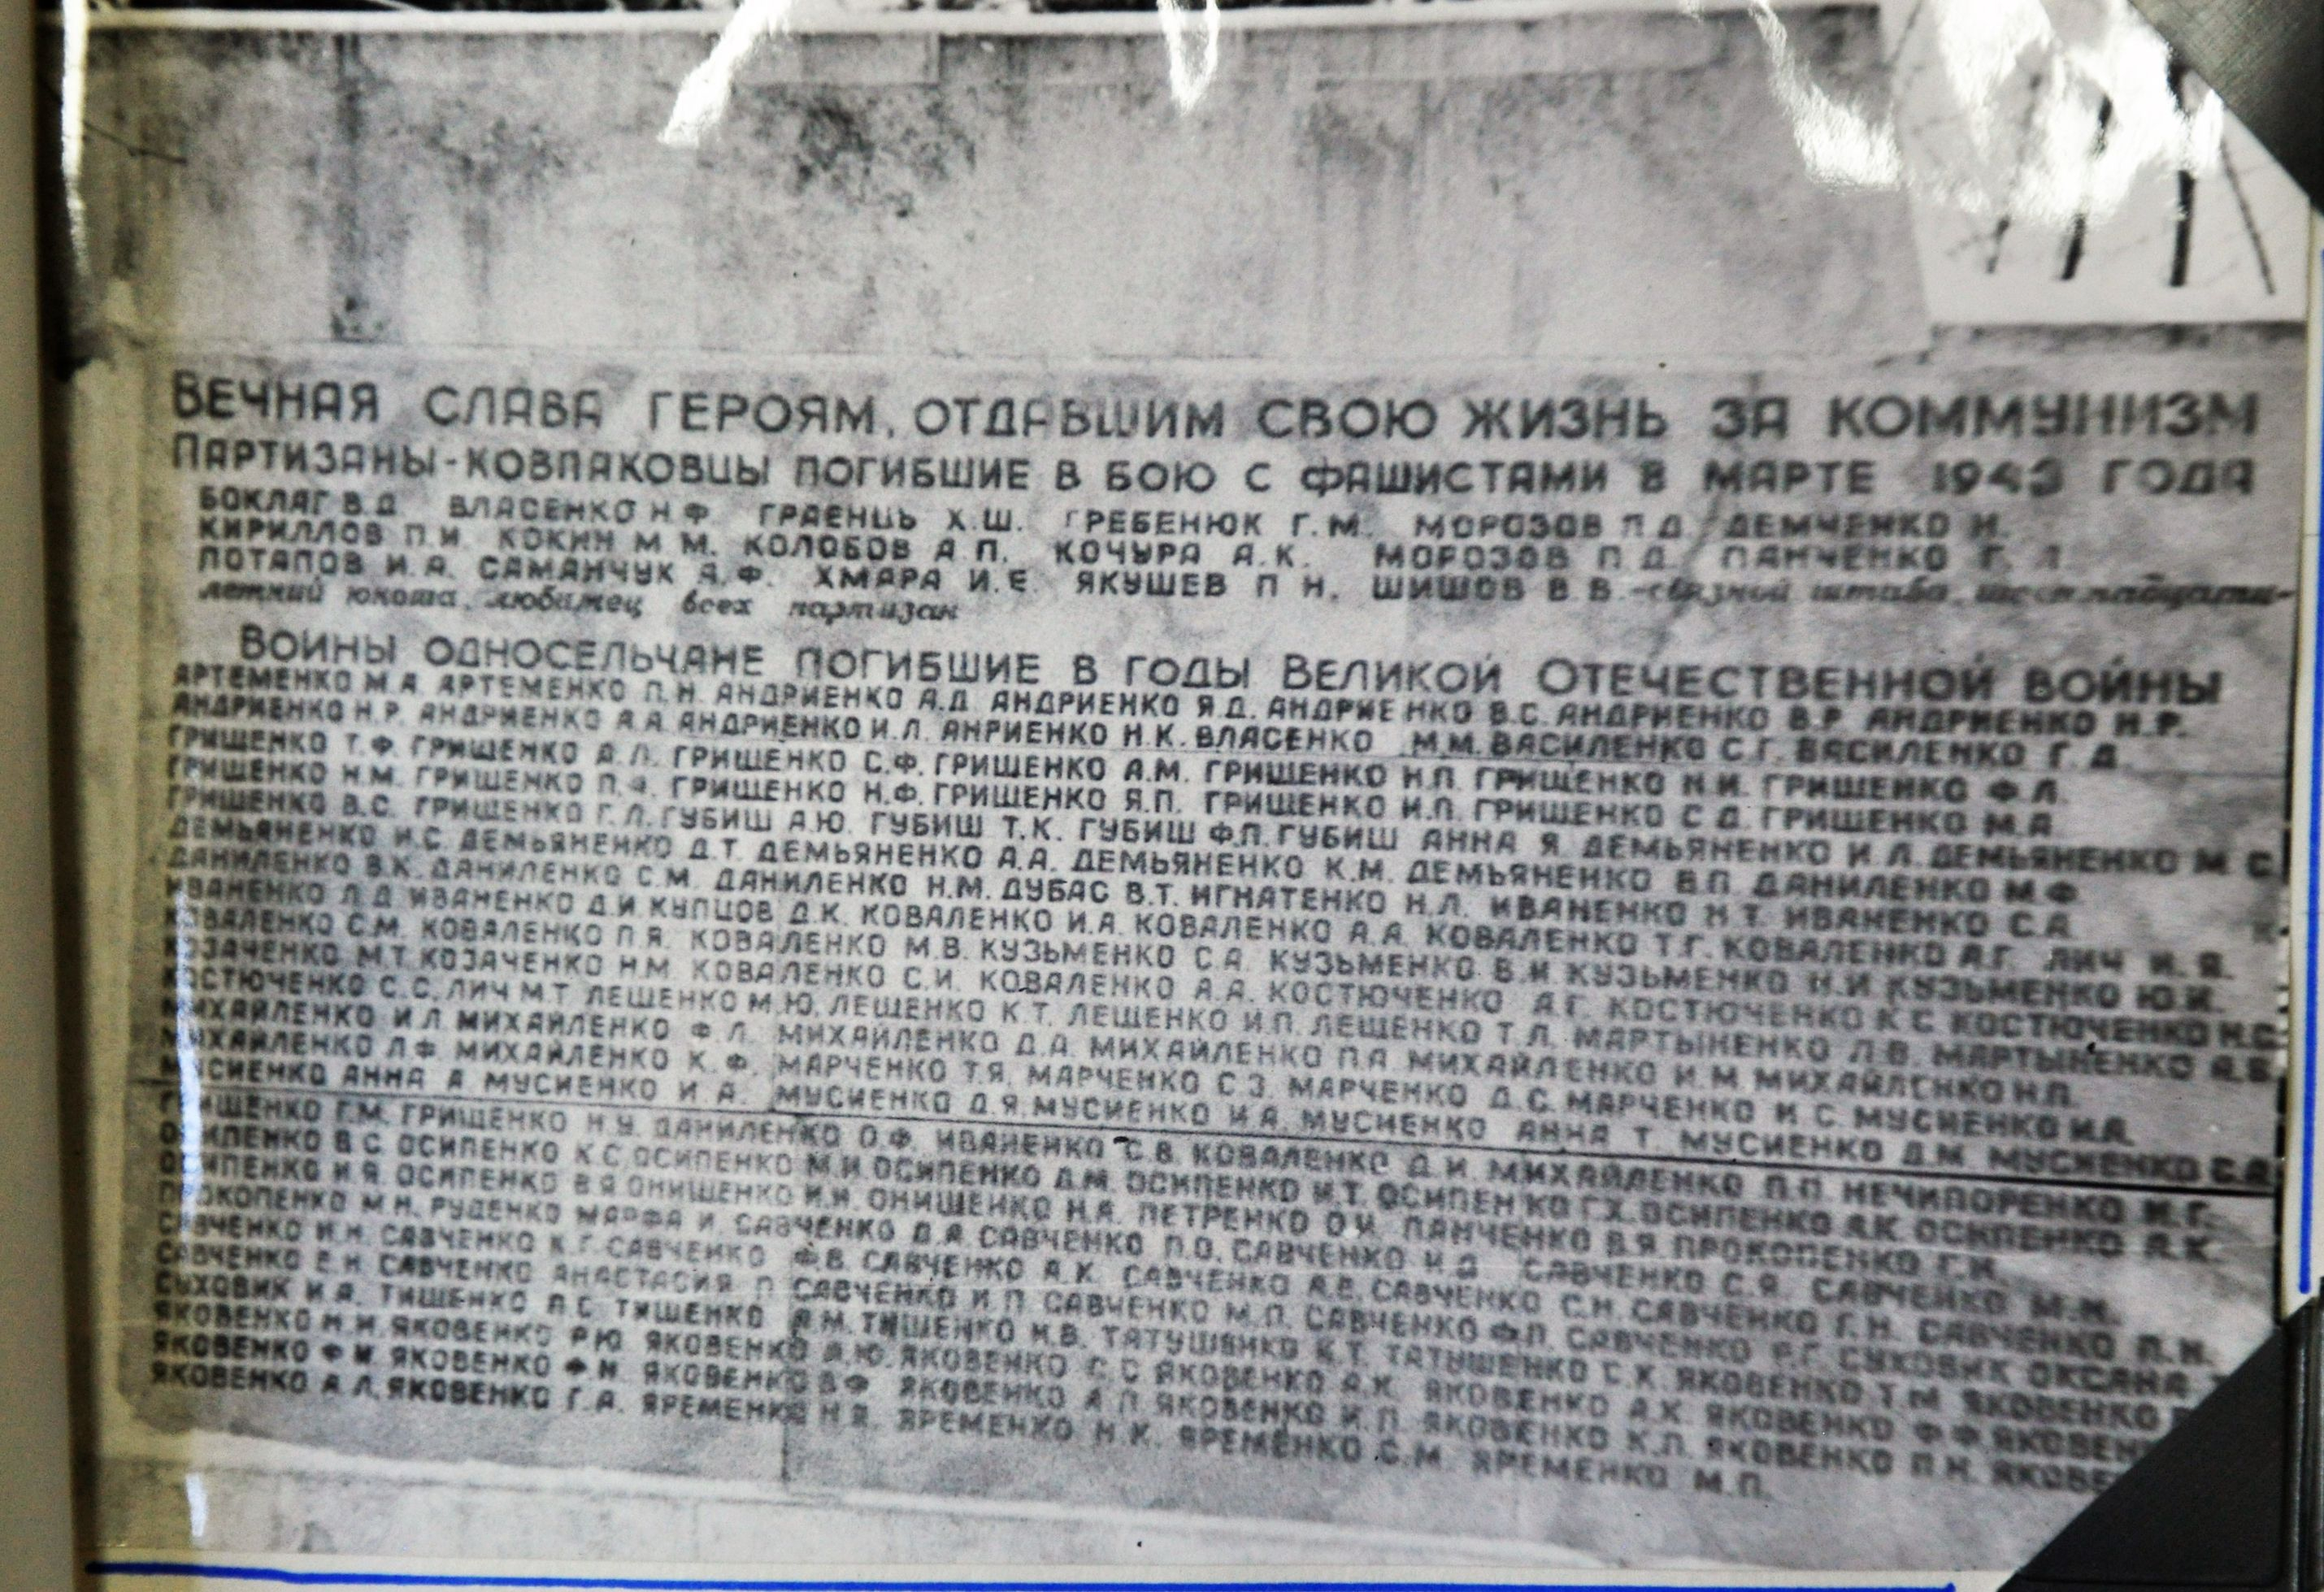 ВЕЧНАЯ СЛАВА ГЕРОЯМ, ОТДАВШИМ СВОЮ ЖИЗНЬ ЗА КОММУНИЗМ
ПАРТИЗАНЫ-КОВПАКОВЦЫ ПОГИБШИЕ В БОЮ С ФАШИСТАМИ В МАРТЕ 1943 ГОДА
БОКЛАГ В.Д. ВЛАСЕНКО Н.Ф. ГРАЕНЦЬ Х.Ш. ГРЕБЕНЮК Г.М. МОРОЗОВ П.Д. ДЕМЧЕНКО И.
КИРИЛЛОВ П.И. КОКИН М.М. КОЛОБОВ А.П. КОЧУРА А.К. МОРОЗОВ П.Д. ПАНЧЕНКО Г.
ПОТАПОВ И.А. САМАНЧУК А.Ф. ХМАРА И.Е. ЯКУШЕВ П.Н. ШИШОВ В.В.-связной штаба, шестнадцати-
летний юноша, любимец всех партизан
ВОИНЫ ОДНОСЕЛЬЧАНЕ ПОГИБШИЕ В ГОДЫ ВЕЛИКОЙ ОТЕЧЕСТВЕННОЙ ВОЙНЫ
АРТЕМЕНКО М.А. АРТЕМЕНКО П.Н. АНДРИЕНКО А.Д. АНДРИЕНКО Я.Д. АНДРИЕНКО В.С. АНДРИЕНКО В.Р. АНДРИЕНКО Н.Р.
АНДРИЕНКО Н.Р. АНДРИЕНКО А.А. АНДРИЕНКО И.Л. АНРИЕНКО Н.К. ВЛАСЕНКО М.М. ВАСИЛЕНКО С.Г. ВАСИЛЕНКО Г.Д.
ГРИЩЕНКО Т.Ф. ГРИЩЕНКО А.Л. ГРИЩЕНКО С.Ф. ГРИЩЕНКО А.М. ГРИЩЕНКО Н.П. ГРИЩЕНКО Н.И. ГРИЩЕНКО Ф.Л.
ГРИЩЕНКО Н.М. ГРИЩЕНКО П.Ф. ГРИЩЕНКО Н.Ф. ГРИЩЕНКО Я.П. ГРИЩЕНКО И.П. ГРИЩЕНКО С.Д. ГРИЩЕНКО М.А.
ГРИЩЕНКО В.С. ГРИЩЕНКО Г.Л. ГУБИШ А.Ю. ГУБИШ Т.К. ГУБИШ Ф.П. ГУБИШ АННА Я. ДЕМЬЯНЕНКО И.Л. ДЕМЬЯНЕНКО М.С.
ДЕМЬЯНЕНКО И.С. ДЕМЬЯНЕНКО Д.Т. ДЕМЬЯНЕНКО А.А. ДЕМЬЯНЕНКО К.М. ДЕМЬЯНЕНКО В.П. ДАНИЛЕНКО М.Ф.
ДАНИЛЕНКО В.К. ДАНИЛЕНКО С.М. ДАНИЛЕНКО Н.М. ДУБАС В.Т. ИГНАТЕНКО Н.Л. ИВАНЕНКО Н.Т. ИВАНЕНКО С.А.
ИВАНЕНКО Л.Д. ИВАНЕНКО Д.И. КУПЦОВ Д.К. КОВАЛЕНКО И.А. КОВАЛЕНКО А.А. КОВАЛЕНКО Т.Г. КОВАЛЕНКО А.Г. ЛИЧ И.Я.
КОВАЛЕНКО С.М. КОВАЛЕНКО П.Я. КОВАЛЕНКО М.В. КУЗЬМЕНКО С.А. КУЗЬМЕНКО В.И. КУЗЬМЕНКО Н.И. КУЗЬМЕНКО Ю.И.
КОЗАЧЕНКО М.Т. КОЗАЧЕНКО Н.М. КОВАЛЕНКО С.И. КОВАЛЕНКО А.А. КОСТЮЧЕНКО А.Г. КОСТЮЧЕНКО К.С. КОСТЮЧЕНКО Н.С.
КОСТЮЧЕНКО С.С. ЛИЧ М.Т. ЛЕЩЕНКО М.Ю. ЛЕЩЕНКО К.Т. ЛЕЩЕНКО И.П. ЛЕЩЕНКО Т.Л. МАРТЫНЕНКО Л.В. МАРТЫНЕНКО А.В.
МИХАЙЛЕНКО И.Л. МИХАЙЛЕНКО Ф.Л. МИХАЙЛЕНКО Д.А. МИХАЙЛЕНКО П.А. МИХАЙЛЕНКО И.М. МИХАЙЛЕНКО Н.П.
МИХАЙЛЕНКО Л.Ф. МИХАЙЛЕНКО К.Ф. МАРЧЕНКО Т.Я. МАРЧЕНКО С.З. МАРЧЕНКО Д.С. МАРЧЕНКО И.С. МУСИЕНКО И.А.
МУСИЕНКО АННА А. МУСИЕНКО И.А. МУСИЕНКО Д.Я. МУСИЕНКО И.А. МУСИЕНКО АННА Т. МУСИЕНКО Д.М. МУСИЕНКО С.А.
ГРИЩЕНКО Г.М. ГРИЩЕНКО Н.У. ДАНИЛЕНКО О.Ф. ИВАНЕНКО С.В. КОВАЛЕНКО Д.И. МИХАЙЛЕНКО П.П. НЕЧИПОРЕНКО И.Г.
ОСИПЕНКО В.С. ОСИПЕНКО К.С. ОСИПЕНКО М.И. ОСИПЕНКО Д.М. ОСИПЕНКО И.Т. ОСИПЕНКО Г.Х. ОСИПЕНКО А.К. ОСИПЕНКО А.К.
ОСИПЕНКО И.Я. ОСИПЕНКО В.Я. ОНИЩЕНКО И.И. ОНИЩЕНКО Н.А. ПЕТРЕНКО О.И. ПАНЧЕНКО В.Я. ПРОКОПЕНКО Г.И.
ПРОКОПЕНКО М.Н. РУДЕНКО МАРФА И. САВЧЕНКО Д.А. САВЧЕНКО П.О. САВЧЕНКО И.Д. САВЧЕНКО С.Я. САВЧЕНКО М.Н.
САВЧЕНКО И.Н. САВЧЕНКО К.Г. САВЧЕНКО Ф.В. САВЧЕНКО А.К. САВЧЕНКО А.Е. САВЧЕНКО С.Н. САВЧЕНКО Г.Н. САВЧЕНКО П.Н.
САВЧЕНКО Е.Н. САВЧЕНКО АНАСТАСИЯ П. САВЧЕНКО И.П. САВЧЕНКО М.П. САВЧЕНКО Ф.П. САВЧЕНКО Р.Г. СУХОВИК ОКСАНА
СУХОВИК И.А. ТИЩЕНКО П.С. ТИЩЕНКО А.М. ТИЩЕНКО Н.В. ТАТУШЕНКО К.Т. ТАТУШЕНКО С.Х. ЯКОВЕНКО Т.М. ЯКОВЕНКО
ЯКОВЕНКО Н.И. ЯКОВЕНКО Р.Ю. ЯКОВЕНКО А.Ю. ЯКОВЕНКО С.С. ЯКОВЕНКО А.К. ЯКОВЕНКО А.Х. ЯКОВЕНКО Ф.Ф. ЯКОВЕН
ЯКОВЕНКО Ф.И. ЯКОВЕНКО Ф.Н. ЯКОВЕНКО В.Ф. ЯКОВЕНКО А.П. ЯКОВЕНКО И.П. ЯКОВЕНКО К.П. ЯКОВЕНКО П.Н. ЯКОВЕ
ЯКОВЕНКО А.Л. ЯКОВЕНКО Г.А. ЯРЕМЕНКО Н.Я. ЯРЕМЕНКО Н.К. ЯРЕМЕНКО С.М. ЯРЕМЕНКО М.П.